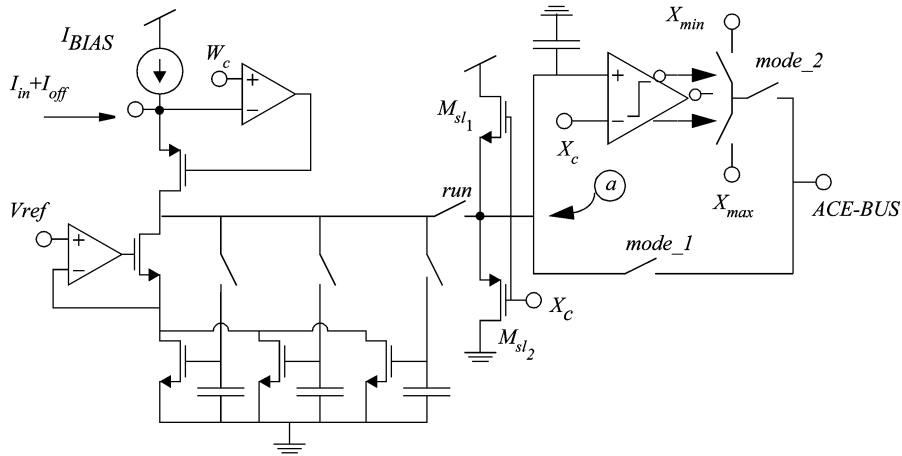 X_min
I_BIAS
W_c
mode_2
+
−
I_in+I_off
+
−
M_sl1
X_c
a
run
X_max
ACE-BUS
Vref
+
−
mode_1
X_C
M_sl2